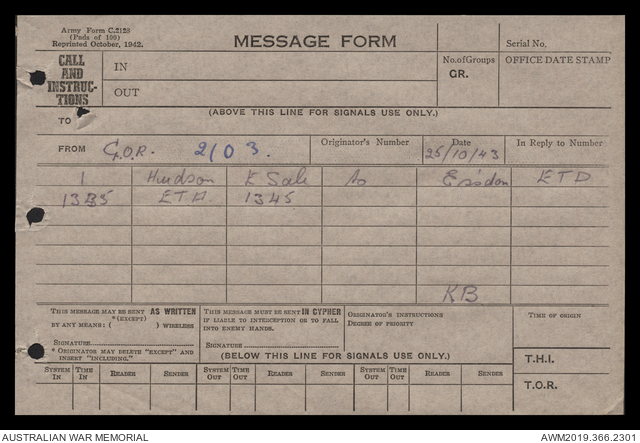 Army Form C.2128
(Pads of 100)
Reprinted October, 1942.
MESSAGE FORM
Serial No.
CALL AND INSTRUC-TIONS
IN
OUT
No. of Groups
GR.
OFFICE DATE STAMP
(ABOVE THIS LINE FOR SIGNALS USE ONLY.)
TO
FROM G.O.R. 2103. Originator's Number Date 25/10/43 In Reply to Number
1 Hudson E Sale to Essdon ETD
1335 ETA 1345
KB
THIS MESSAGE MAY BE SENT AS WRITTEN
*(EXCEPT)
BY ANY MEANS: ( ) WIRELESS
SIGNATURE
* ORIGINATOR MAY DELETE "EXCEPT" AND INSERT "INCLUDING."
THIS MESSAGE MUST BE SENT IN CYPHER
IF LIABLE TO INTERCEPTION OR TO FALL INTO ENEMY HANDS.
SIGNATURE
ORIGINATOR'S INSTRUCTIONS
DEGREE OF PRIORITY
TIME OF ORIGIN
(BELOW THIS LINE FOR SIGNALS USE ONLY.)
T.H.I.
T.O.R.
SYSTEM IN TIME IN READER SENDER SYSTEM OUT TIME OUT READER SENDER SYSTEM OUT TIME OUT READER SENDER
AUSTRALIAN WAR MEMORIAL
AWM2019.366.2301